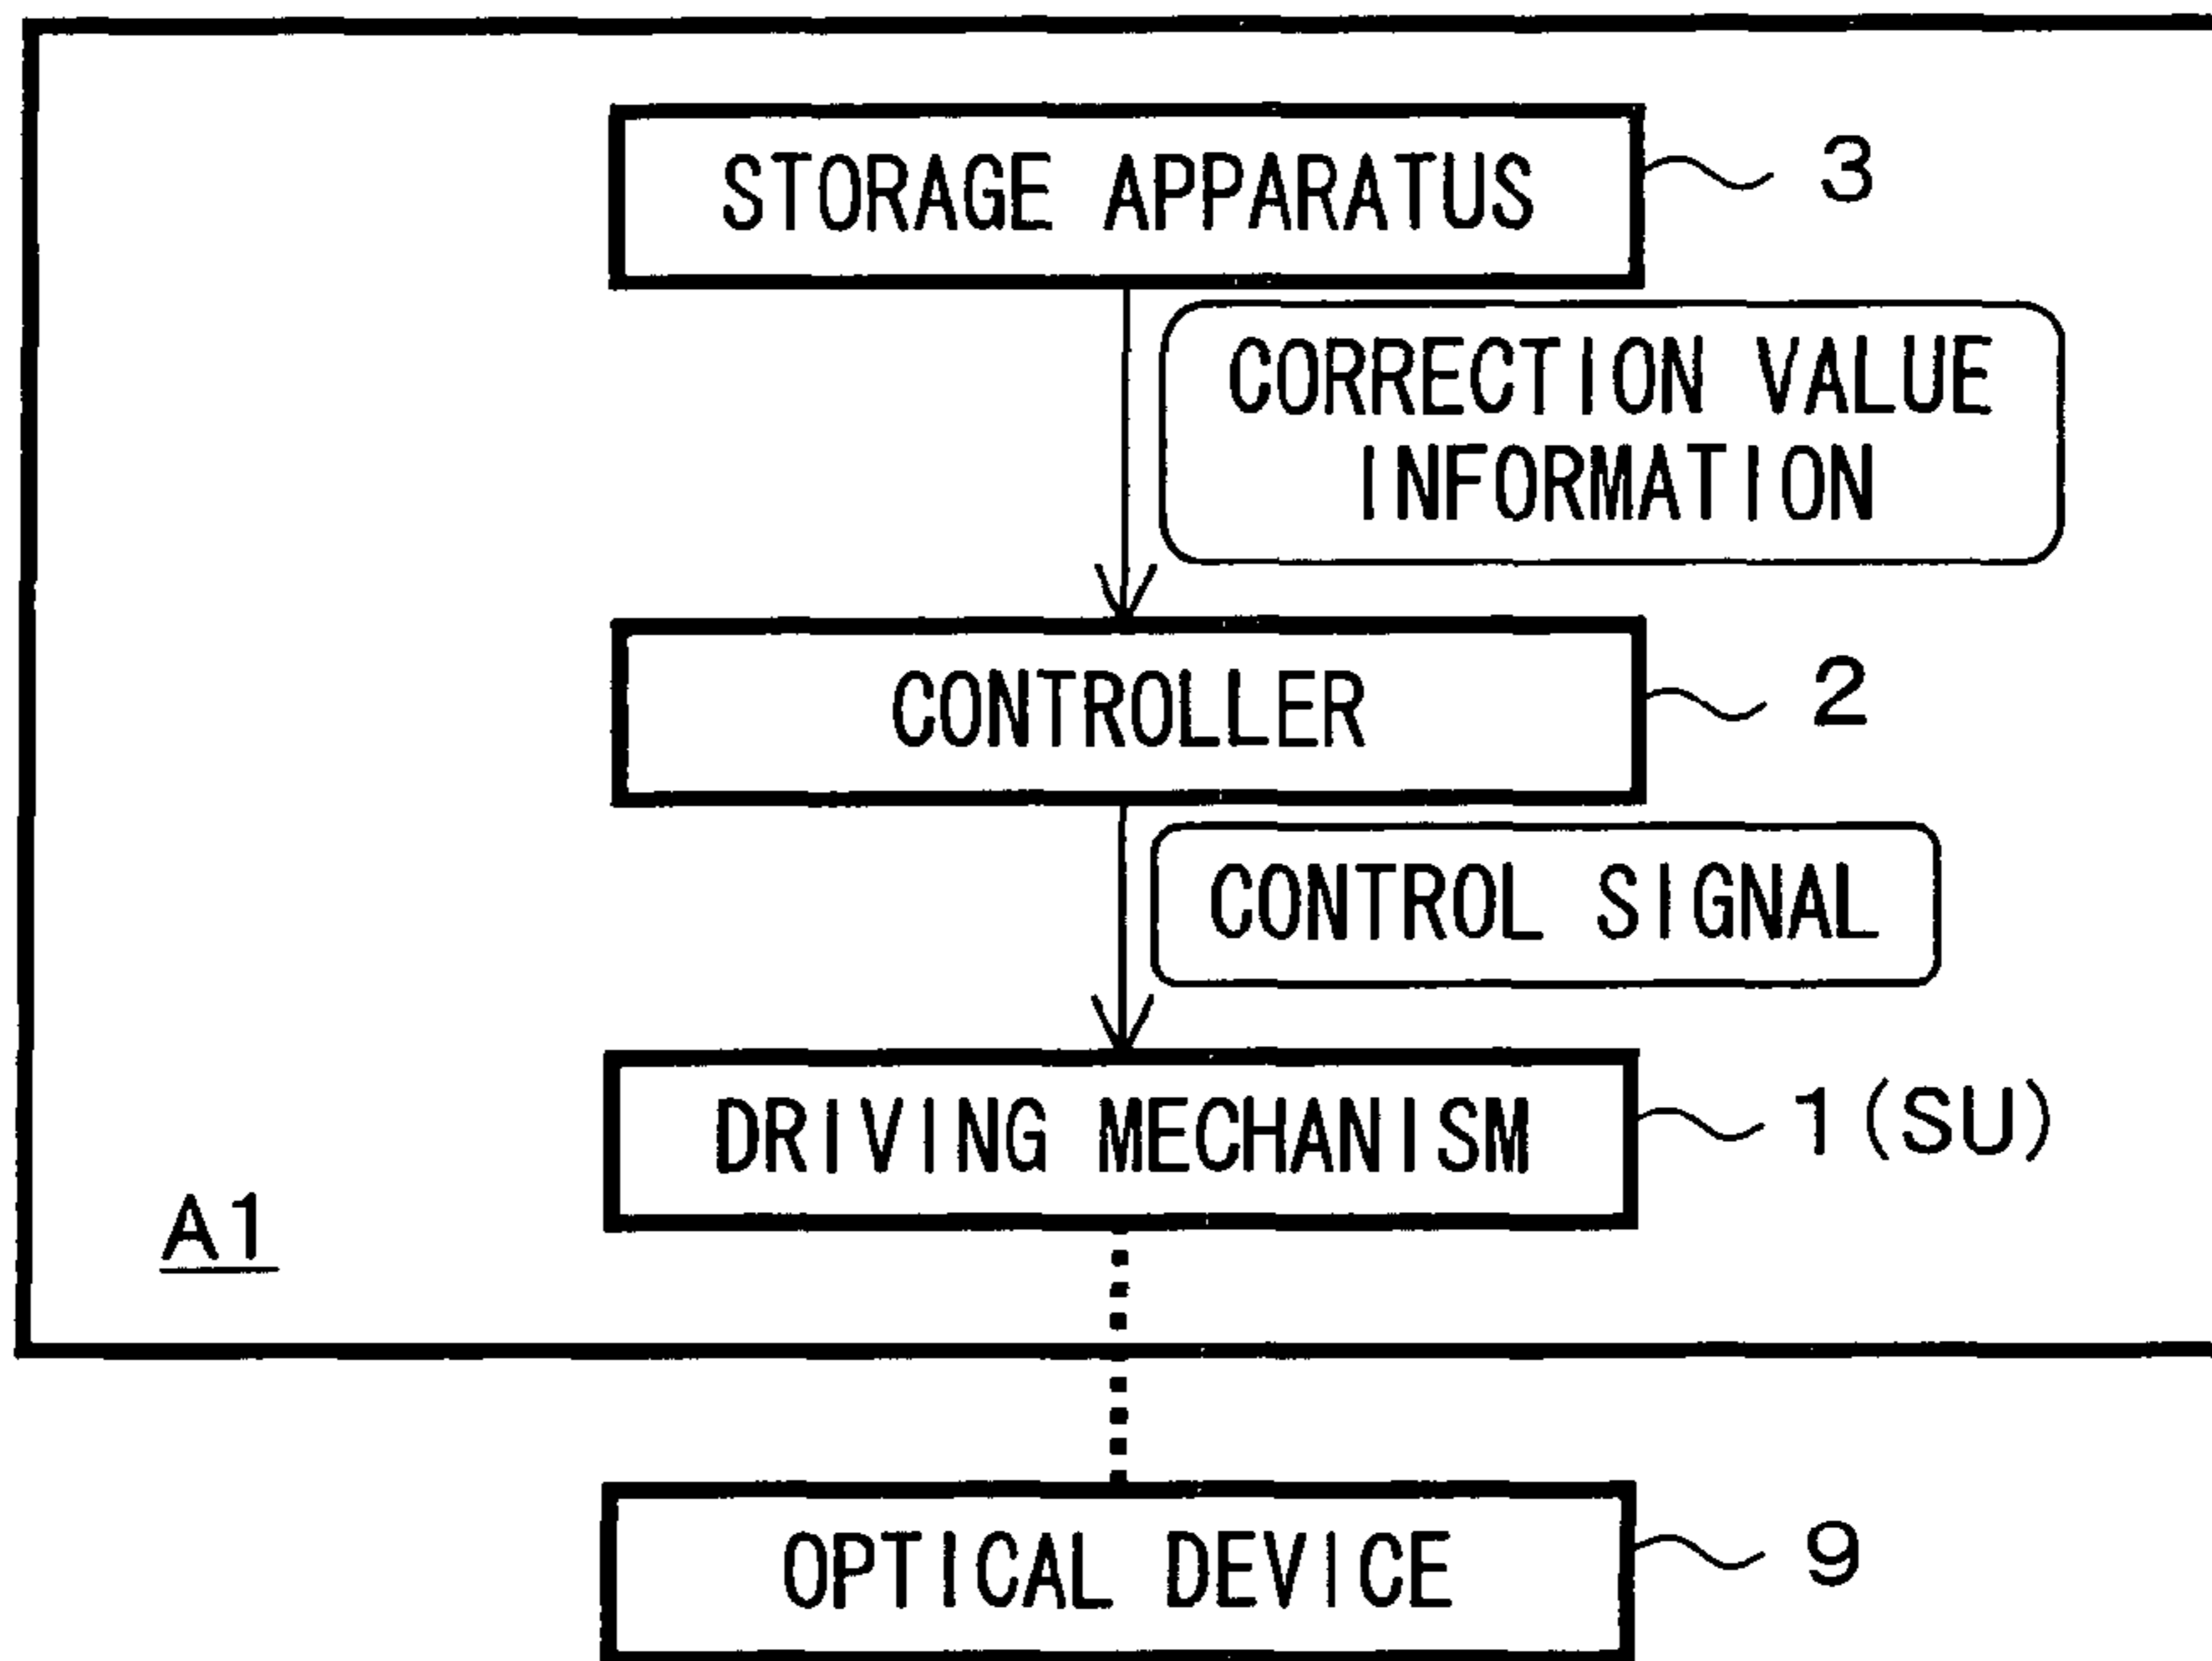 STORAGE APPARATUS 3
CORRECTION VALUE
INFORMATION
CONTROLLER 2
CONTROL SIGNAL
DRIVING MECHANISM 1(SU)
A1
OPTICAL DEVICE 9